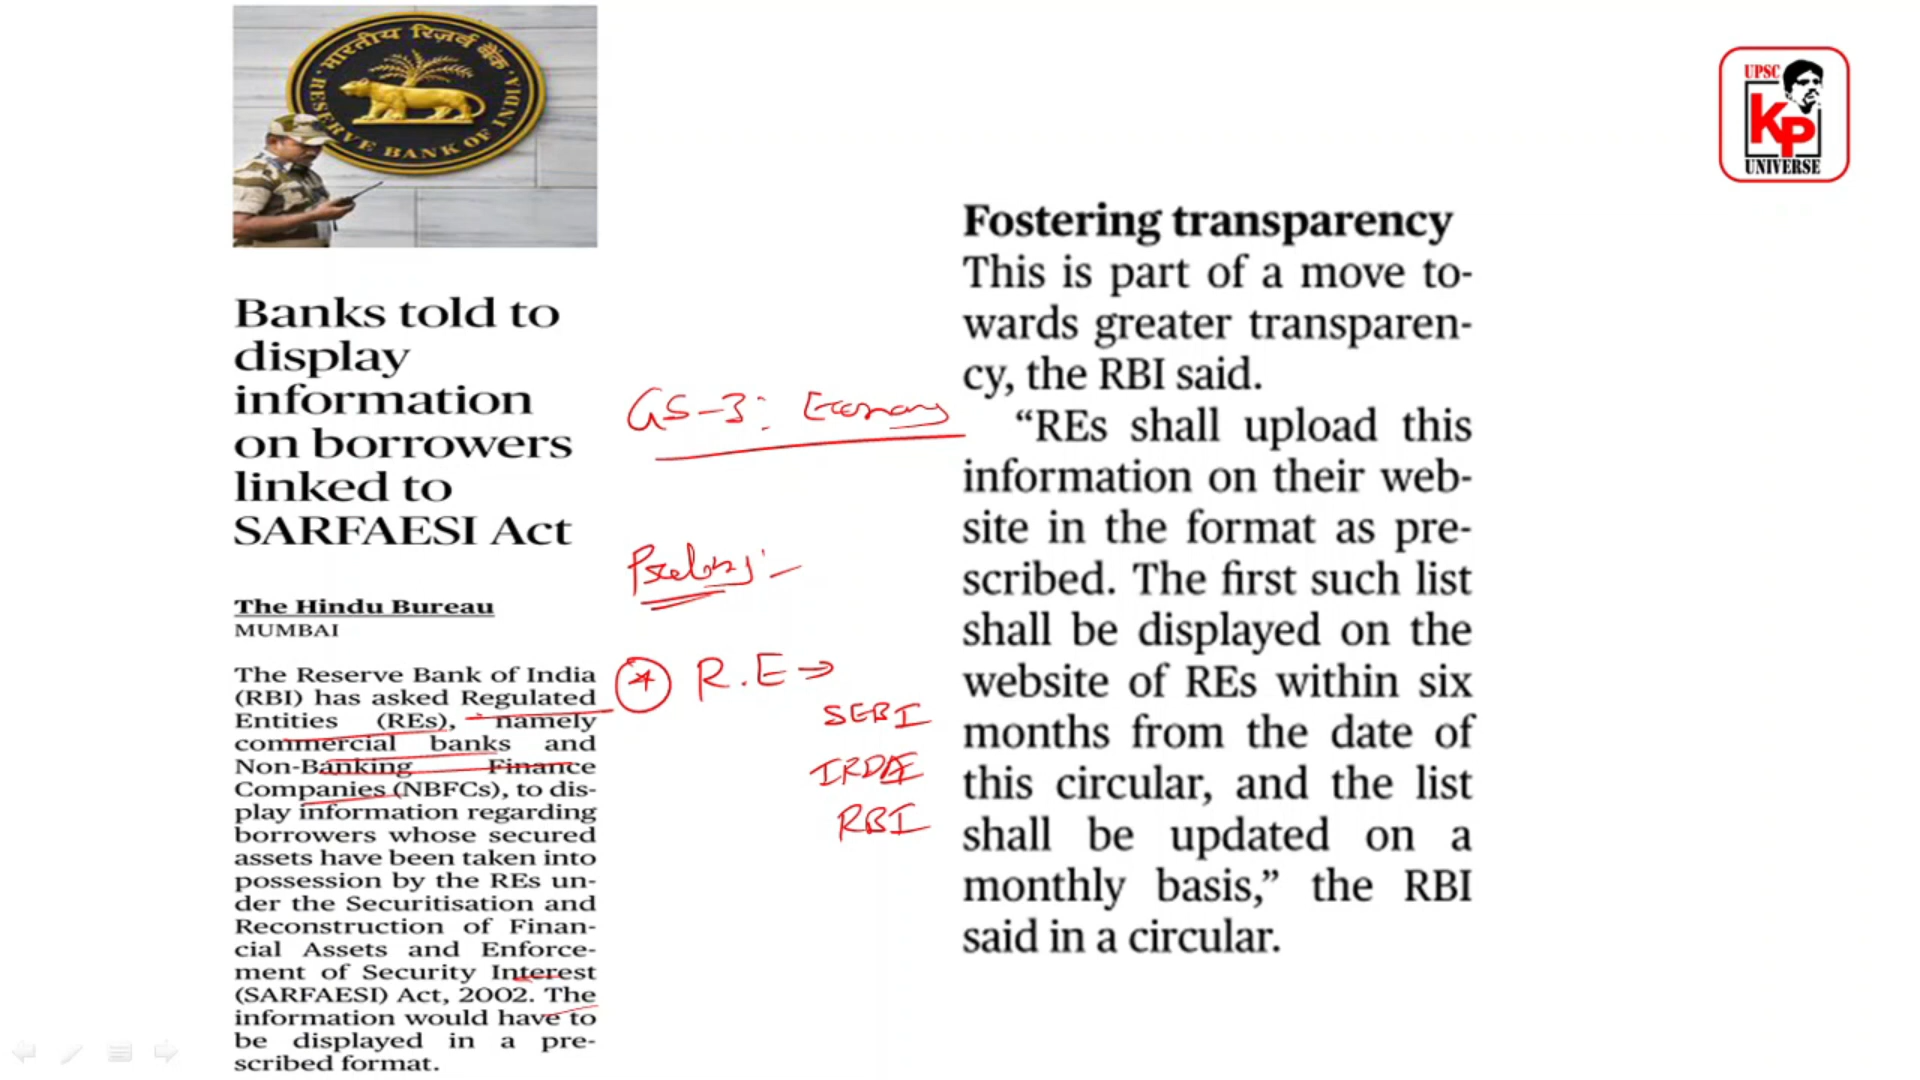 भारतीय रिज़र्व बैंक
RESERVE BANK OF INDIA
Banks told to
display
information
on borrowers
linked to
SARFAESI Act
The Hindu Bureau
MUMBAI
The Reserve Bank of India
(RBI) has asked Regulated
Entities (REs), namely
commercial banks and
Non-Banking Finance
Companies (NBFCs), to dis-
play information regarding
borrowers whose secured
assets have been taken into
possession by the REs un-
der the Securitisation and
Reconstruction of Finan-
cial Assets and Enforce-
ment of Security Interest
(SARFAESI) Act, 2002. The
information would have to
be displayed in a pre-
scribed format.
GS-3: Economy
Prelims:-
* R.E →
SEBI
IRDAI
RBI
Fostering transparency
This is part of a move to-
wards greater transparen-
cy, the RBI said.
“REs shall upload this
information on their web-
site in the format as pre-
scribed. The first such list
shall be displayed on the
website of REs within six
months from the date of
this circular, and the list
shall be updated on a
monthly basis,” the RBI
said in a circular.
UPSC
KP
UNIVERSE